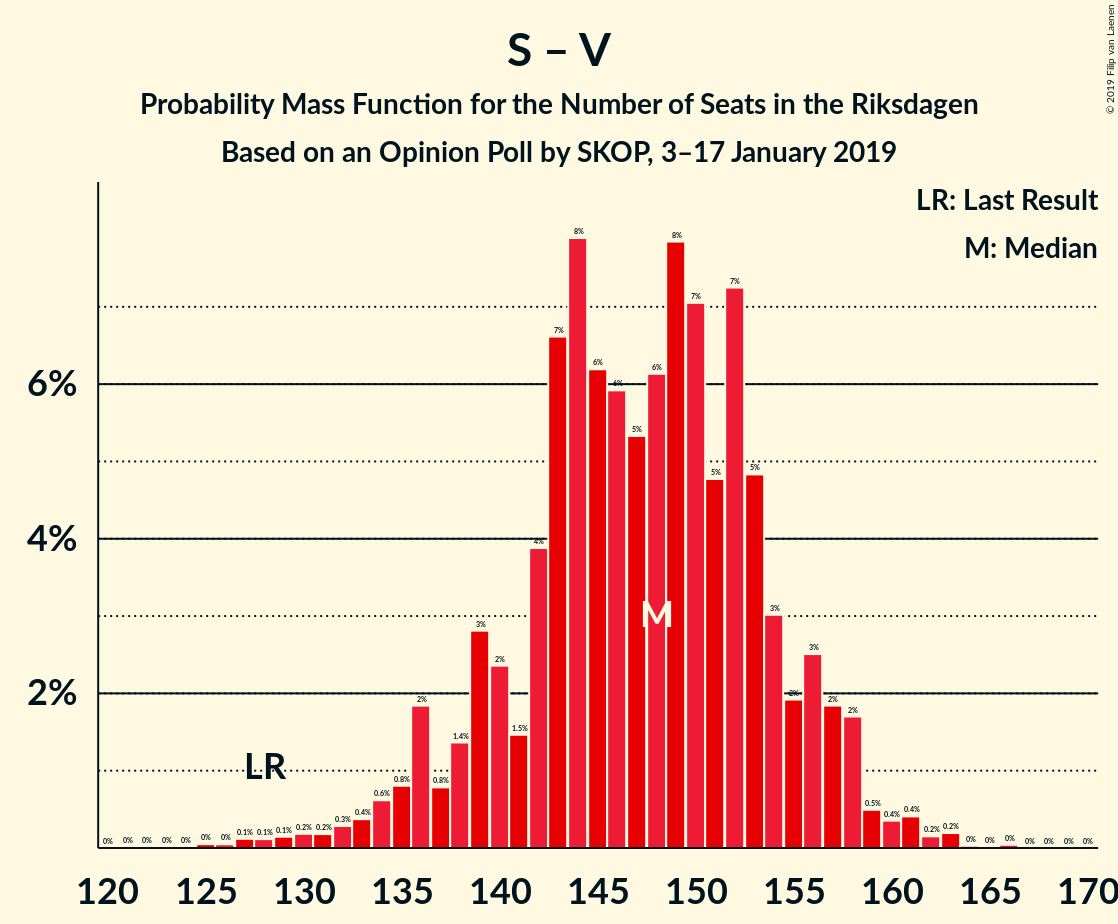 S – V
Probability Mass Function for the Number of Seats in the Riksdagen
Based on an Opinion Poll by SKOP, 3–17 January 2019
© 2019 Filip van Laenen
LR: Last Result
M: Median
6%
4%
2%
LR
M
0% 0% 0% 0% 0% 0% 0% 0.1% 0.1% 0.1% 0.2% 0.2% 0.3% 0.4% 0.6% 0.8% 2% 0.8% 1.4% 3% 2% 1.5% 4% 7% 8% 6% 6% 5% 6% 8% 7% 5% 7% 5% 3% 2% 3% 2% 2% 0.5% 0.4% 0.4% 0.2% 0.2% 0% 0% 0% 0% 0% 0% 0%
120 125 130 135 140 145 150 155 160 165 170